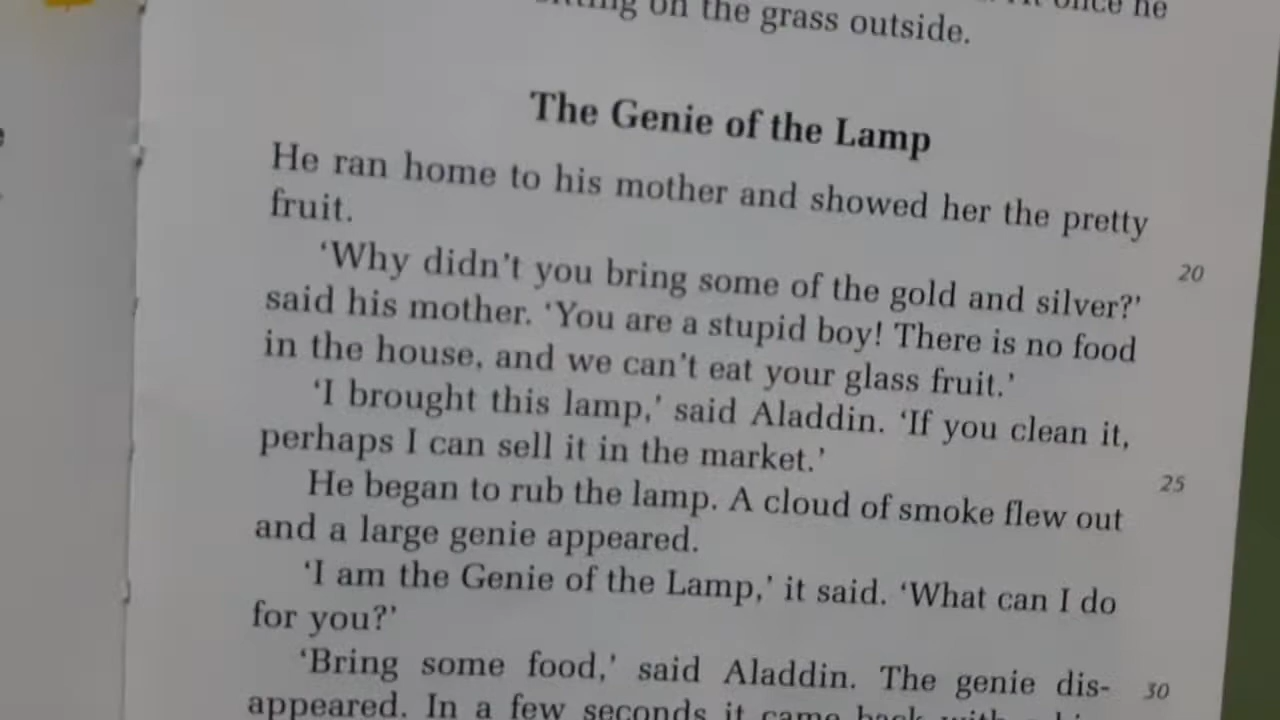 on the grass outside.
The Genie of the Lamp
He ran home to his mother and showed her the pretty
fruit.
‘Why didn’t you bring some of the gold and silver?’
20
said his mother. ‘You are a stupid boy! There is no food
in the house, and we can’t eat your glass fruit.’
‘I brought this lamp,’ said Aladdin. ‘If you clean it,
perhaps I can sell it in the market.’
25
He began to rub the lamp. A cloud of smoke flew out
and a large genie appeared.
‘I am the Genie of the Lamp,’ it said. ‘What can I do
for you?’
‘Bring some food,’ said Aladdin. The genie dis-
30
appeared. In a few seconds it came back with a